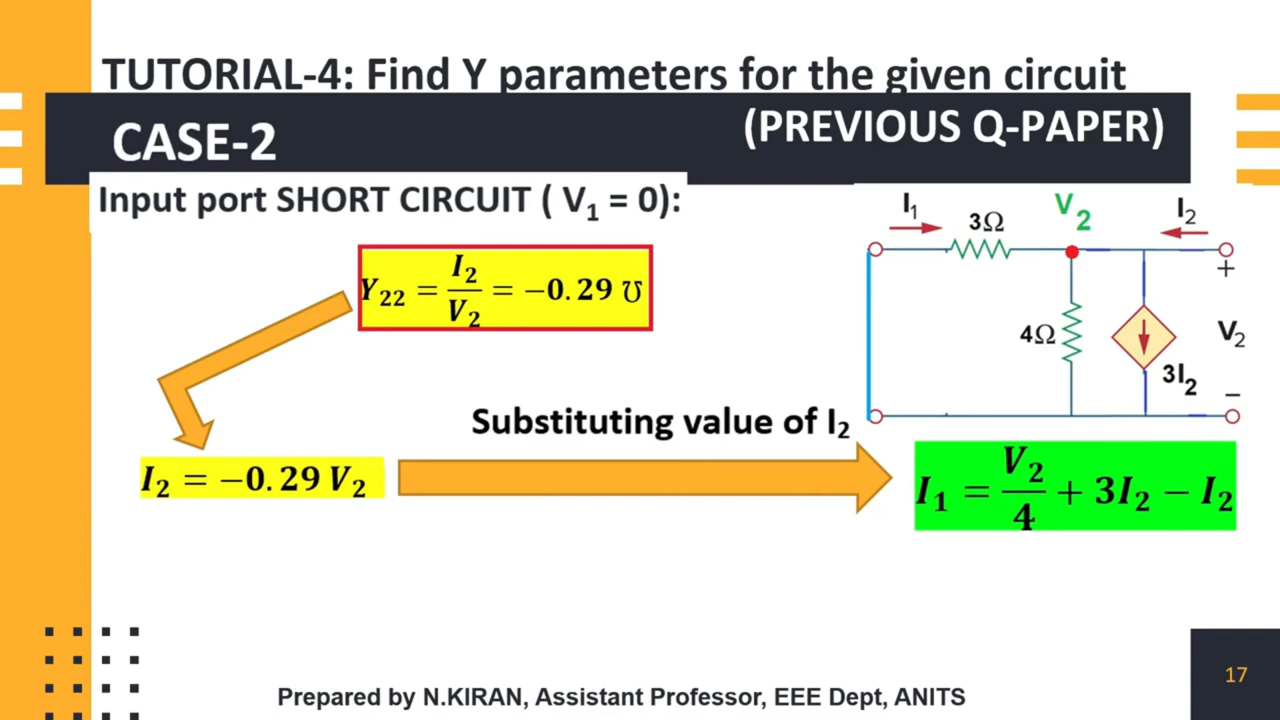 TUTORIAL-4: Find Y parameters for the given circuit
(PREVIOUS Q-PAPER)
CASE-2
Input port SHORT CIRCUIT ( V₁ = 0):
Y₂₂ = I₂/V₂ = −0.29 ℧
I₁
3Ω
V₂
I₂
+
4Ω
V₂
3I₂
−
Substituting value of I₂
I₂ = −0.29 V₂
I₁ = V₂/4 + 3I₂ − I₂
17
Prepared by N.KIRAN, Assistant Professor, EEE Dept, ANITS